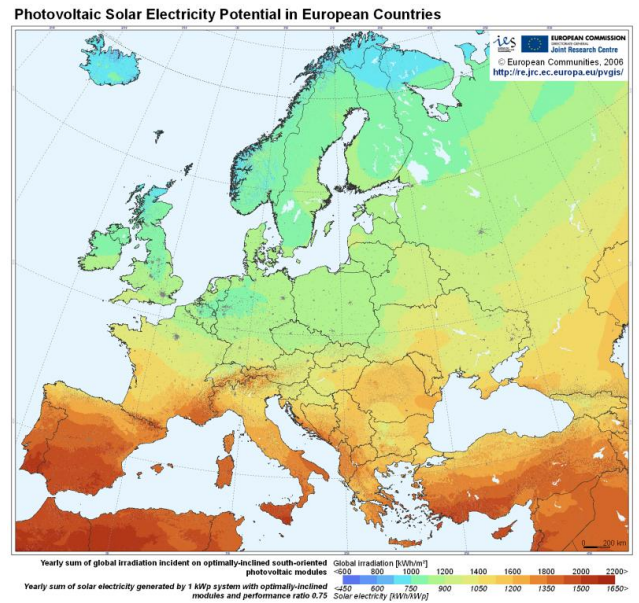 Photovoltaic Solar Electricity Potential in European Countries
ies
EUROPEAN COMMISSION
DIRECTORATE GENERAL
Joint Research Centre
© European Communities, 2006
http://re.jrc.ec.europa.eu/pvgis/
0 200 km
Yearly sum of global irradiation incident on optimally-inclined south-oriented
photovoltaic modules
Global irradiation [kWh/m²]
<600 800 1000 1200 1400 1600 1800 2000 2200>
Yearly sum of solar electricity generated by 1 kWp system with optimally-inclined
modules and performance ratio 0.75
<450 600 750 900 1050 1200 1350 1500 1650>
Solar electricity [kWh/kWp]